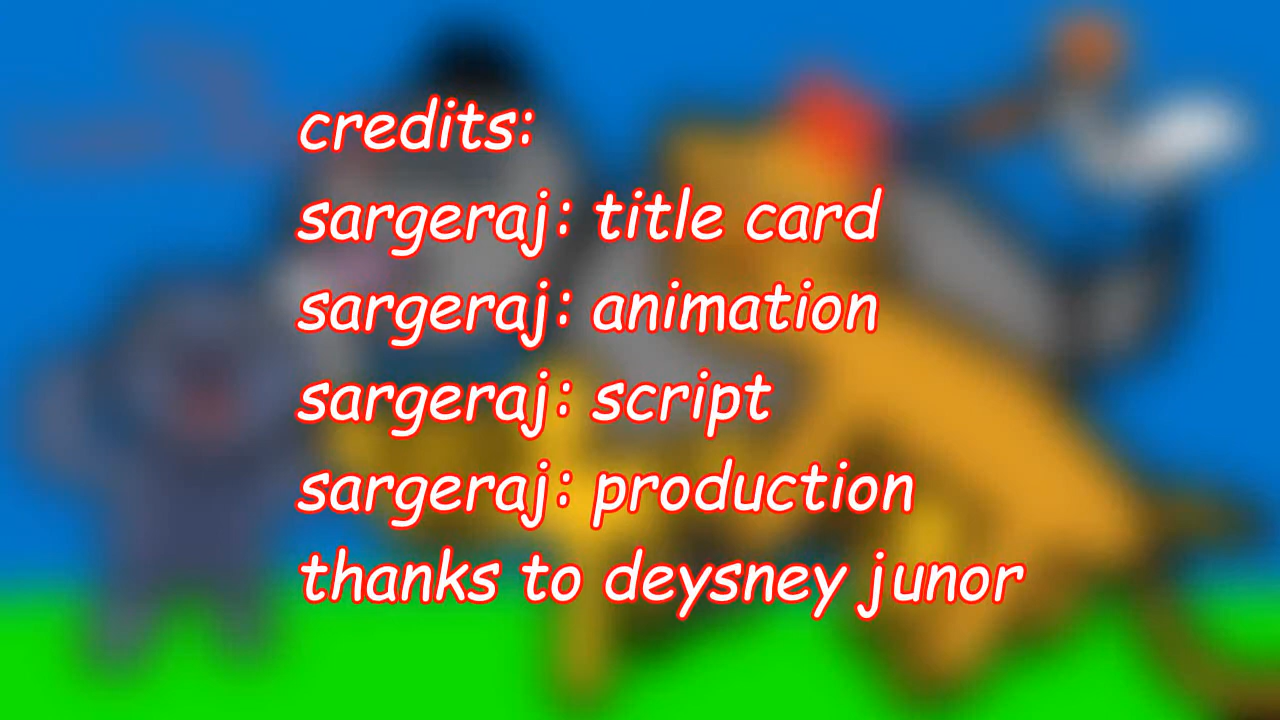 credits:
sargeraj: title card
sargeraj: animation
sargeraj: script
sargeraj: production
thanks to deysney junor